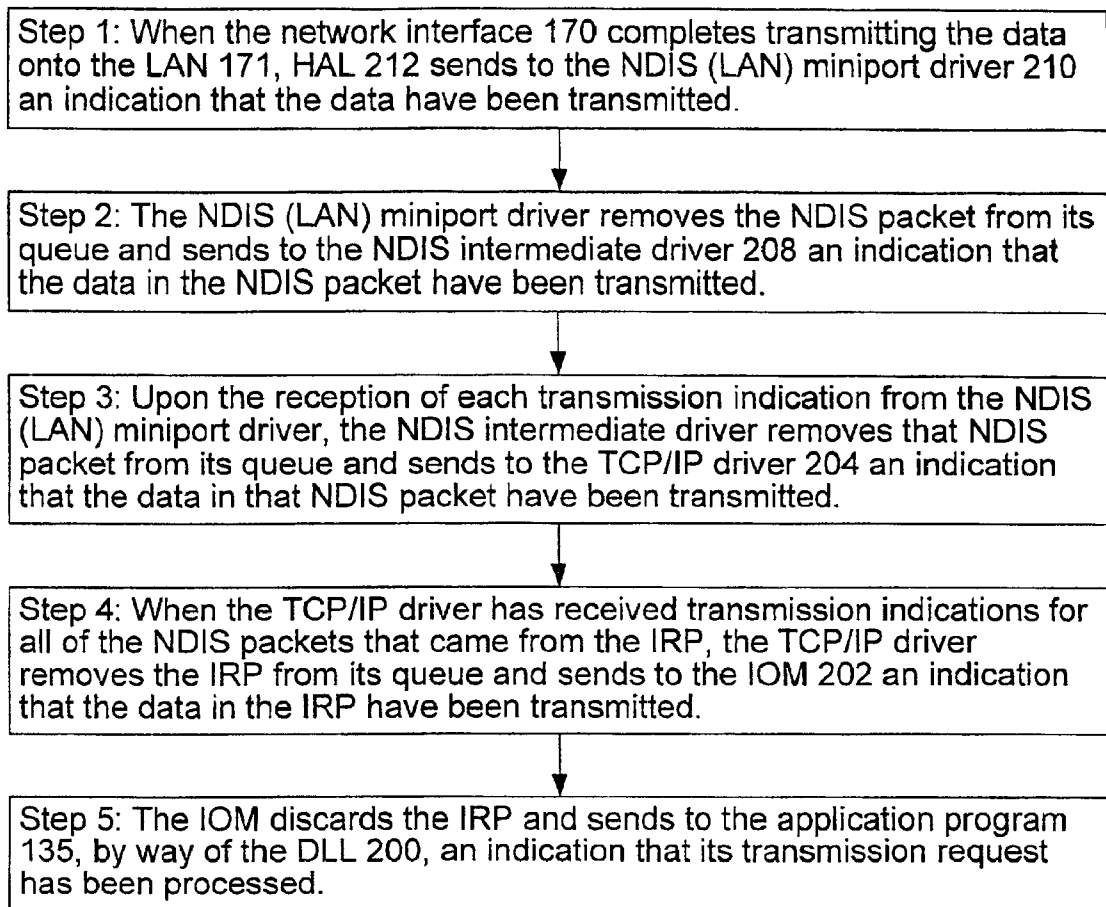 Step 1: When the network interface 170 completes transmitting the data
onto the LAN 171, HAL 212 sends to the NDIS (LAN) miniport driver 210
an indication that the data have been transmitted.
Step 2: The NDIS (LAN) miniport driver removes the NDIS packet from its
queue and sends to the NDIS intermediate driver 208 an indication that
the data in the NDIS packet have been transmitted.
Step 3: Upon the reception of each transmission indication from the NDIS
(LAN) miniport driver, the NDIS intermediate driver removes that NDIS
packet from its queue and sends to the TCP/IP driver 204 an indication
that the data in that NDIS packet have been transmitted.
Step 4: When the TCP/IP driver has received transmission indications for
all of the NDIS packets that came from the IRP, the TCP/IP driver
removes the IRP from its queue and sends to the IOM 202 an indication
that the data in the IRP have been transmitted.
Step 5: The IOM discards the IRP and sends to the application program
135, by way of the DLL 200, an indication that its transmission request
has been processed.